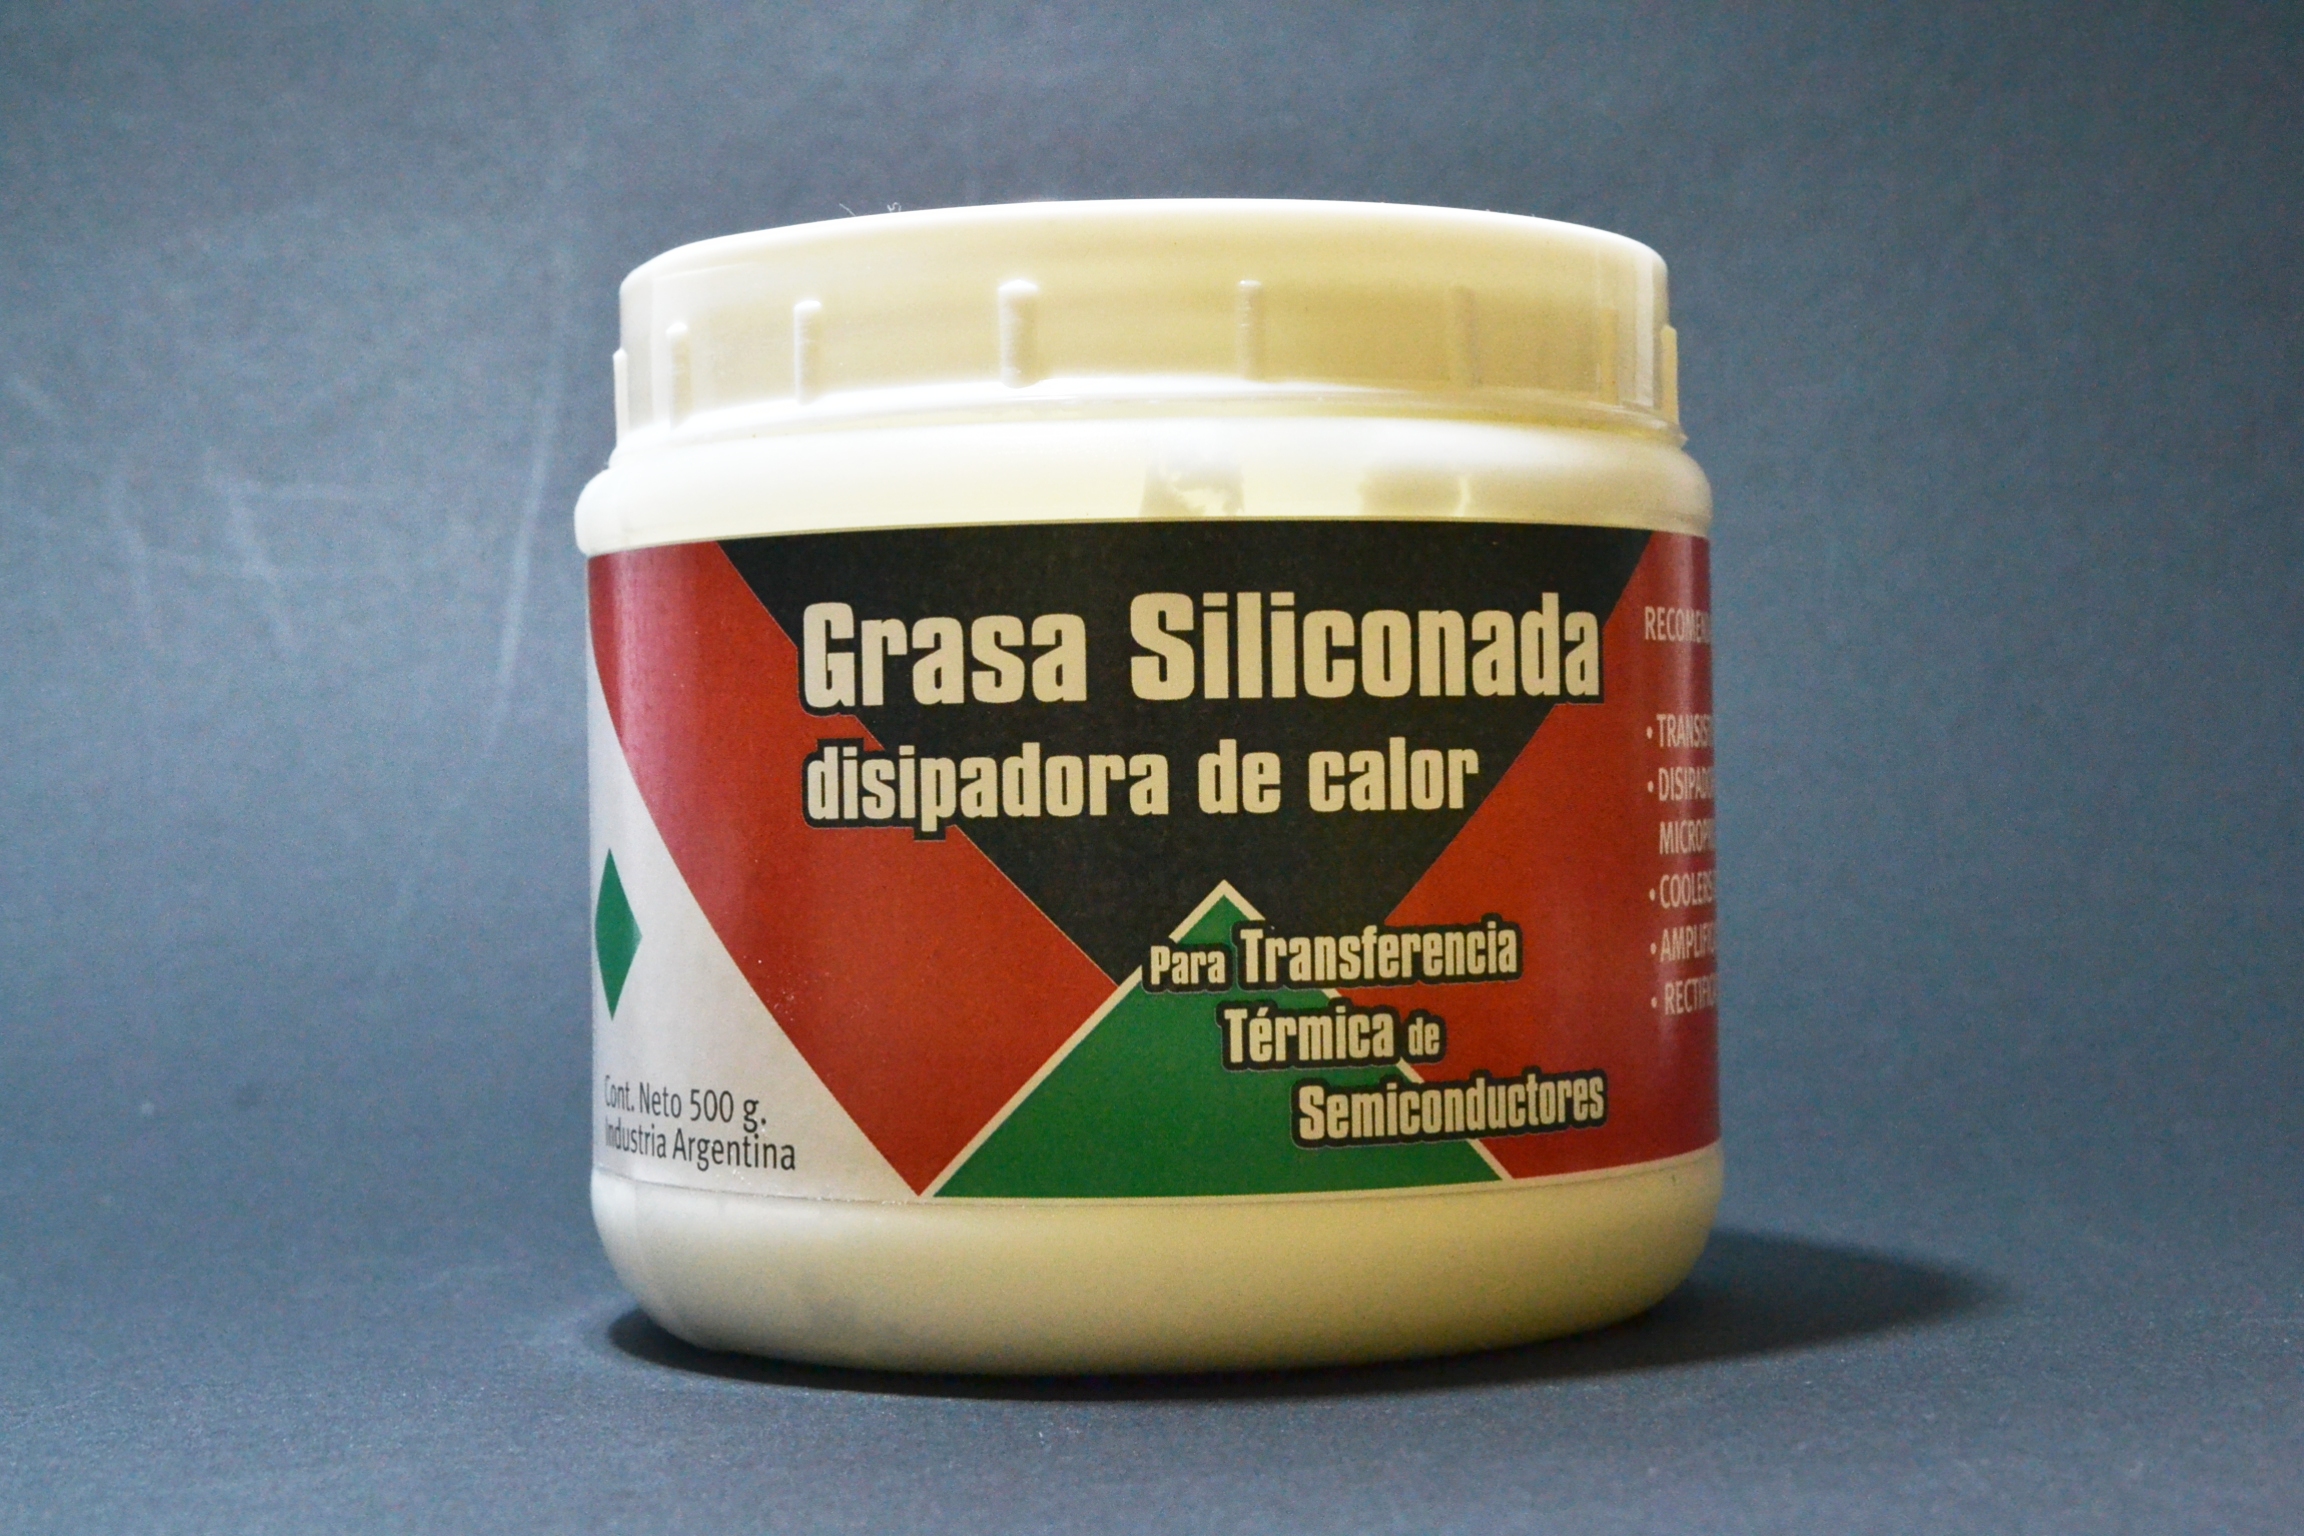 Grasa Siliconada
disipadora de calor
Para Transferencia
Térmica de
Semiconductores
Cont. Neto 500 g.
Industria Argentina